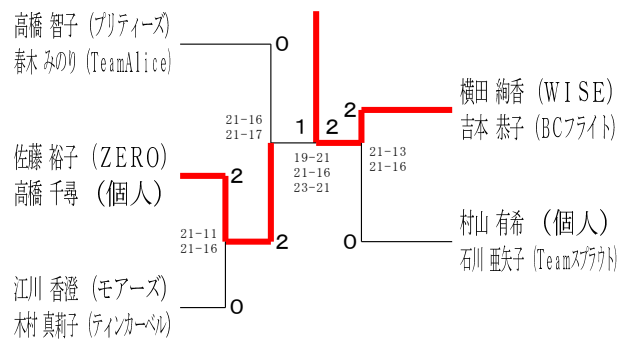 高橋 智子 (プリティーズ)
春木 みのり (TeamAlice)
0
21-16
21-17
佐藤 裕子 (ZERO)
高橋 千尋 (個人)
2
21-11
21-16
2
江川 香澄 (モアーズ)
木村 真莉子 (ティンカーベル)
0
1 2
19-21
21-16
23-21
2
横田 絢香 (WISE)
吉本 恭子 (BCフライト)
21-13
21-16
0
村山 有希 (個人)
石川 亜矢子 (Teamスプラウト)